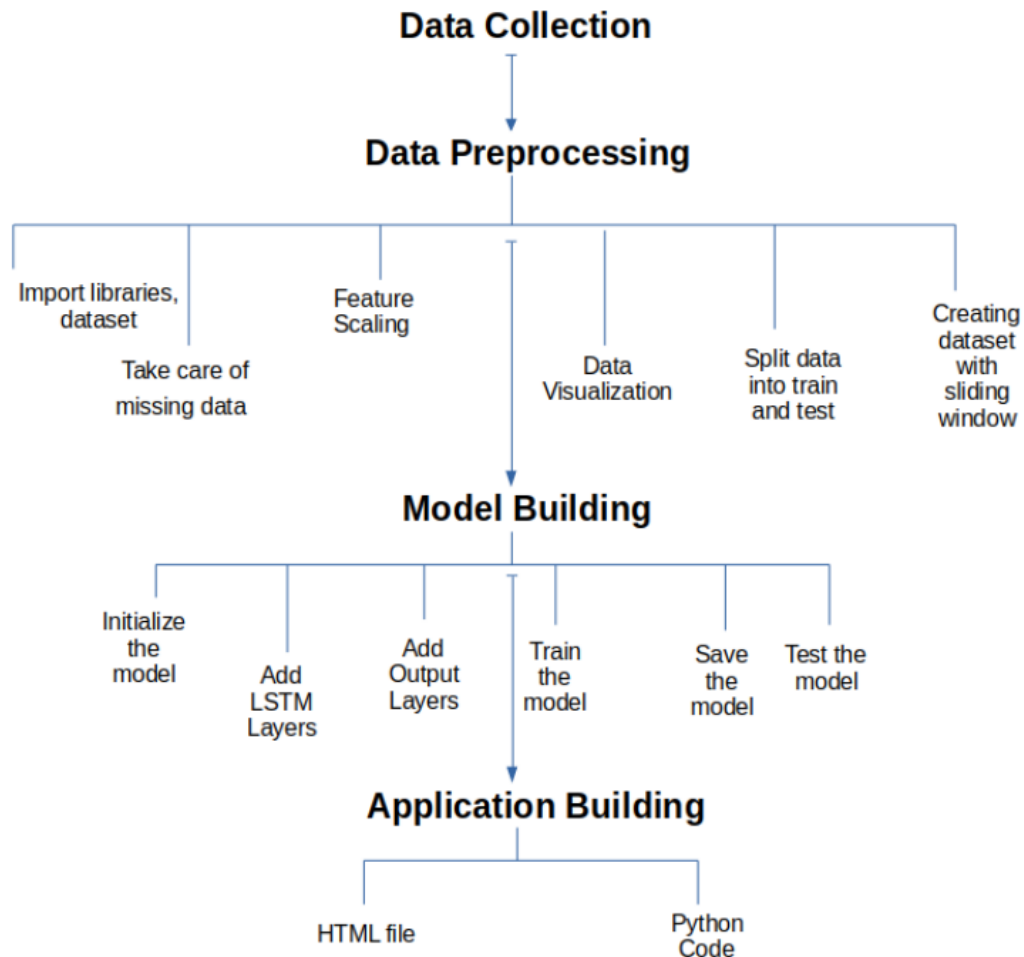 Data Collection
Data Preprocessing
Import libraries,
dataset
Take care of
missing data
Feature
Scaling
Data
Visualization
Split data
into train
and test
Creating
dataset
with
sliding
window
Model Building
Initialize
the
model
Add
LSTM
Layers
Add
Output
Layers
Train
the
model
Save
the
model
Test the
model
Application Building
HTML file
Python
Code